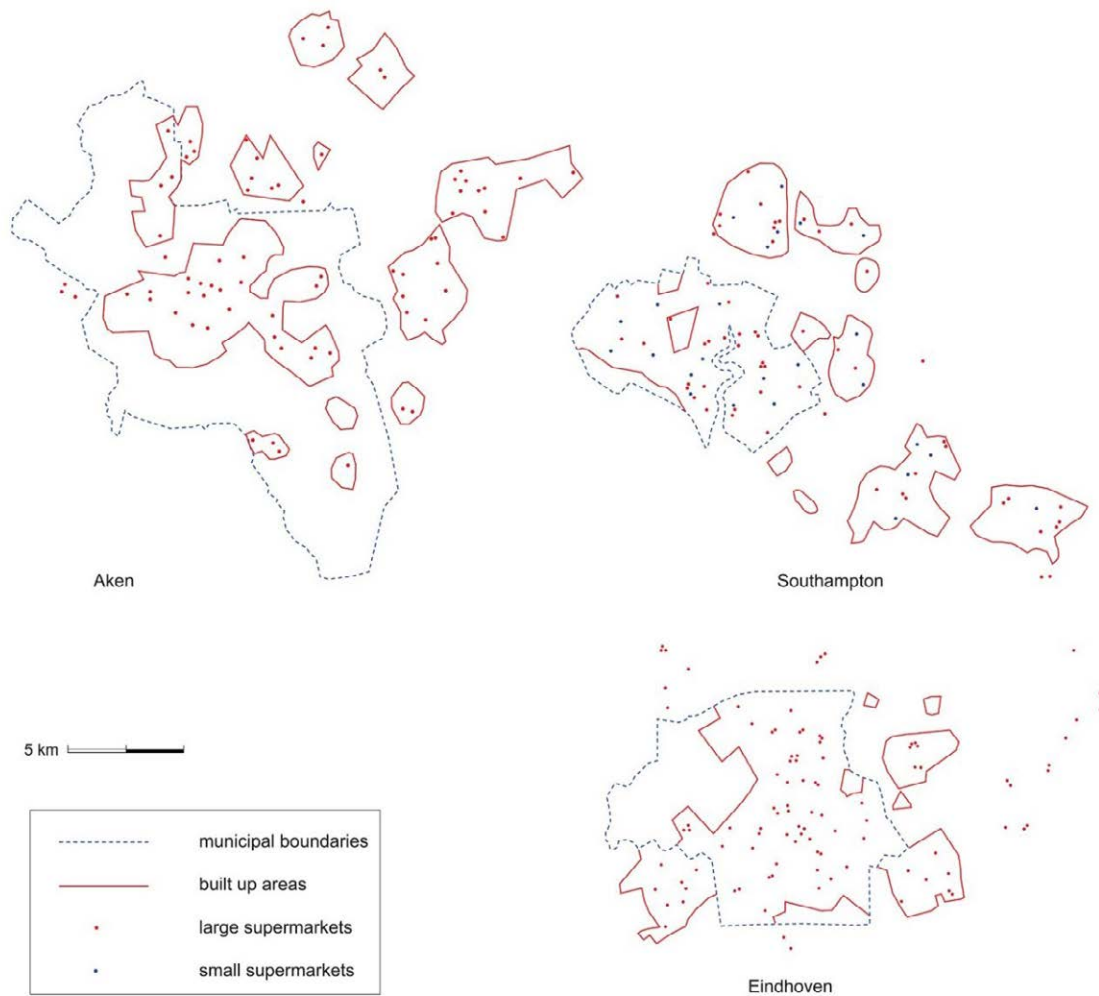 Aken
Southampton
5 km
municipal boundaries
built up areas
large supermarkets
small supermarkets
Eindhoven